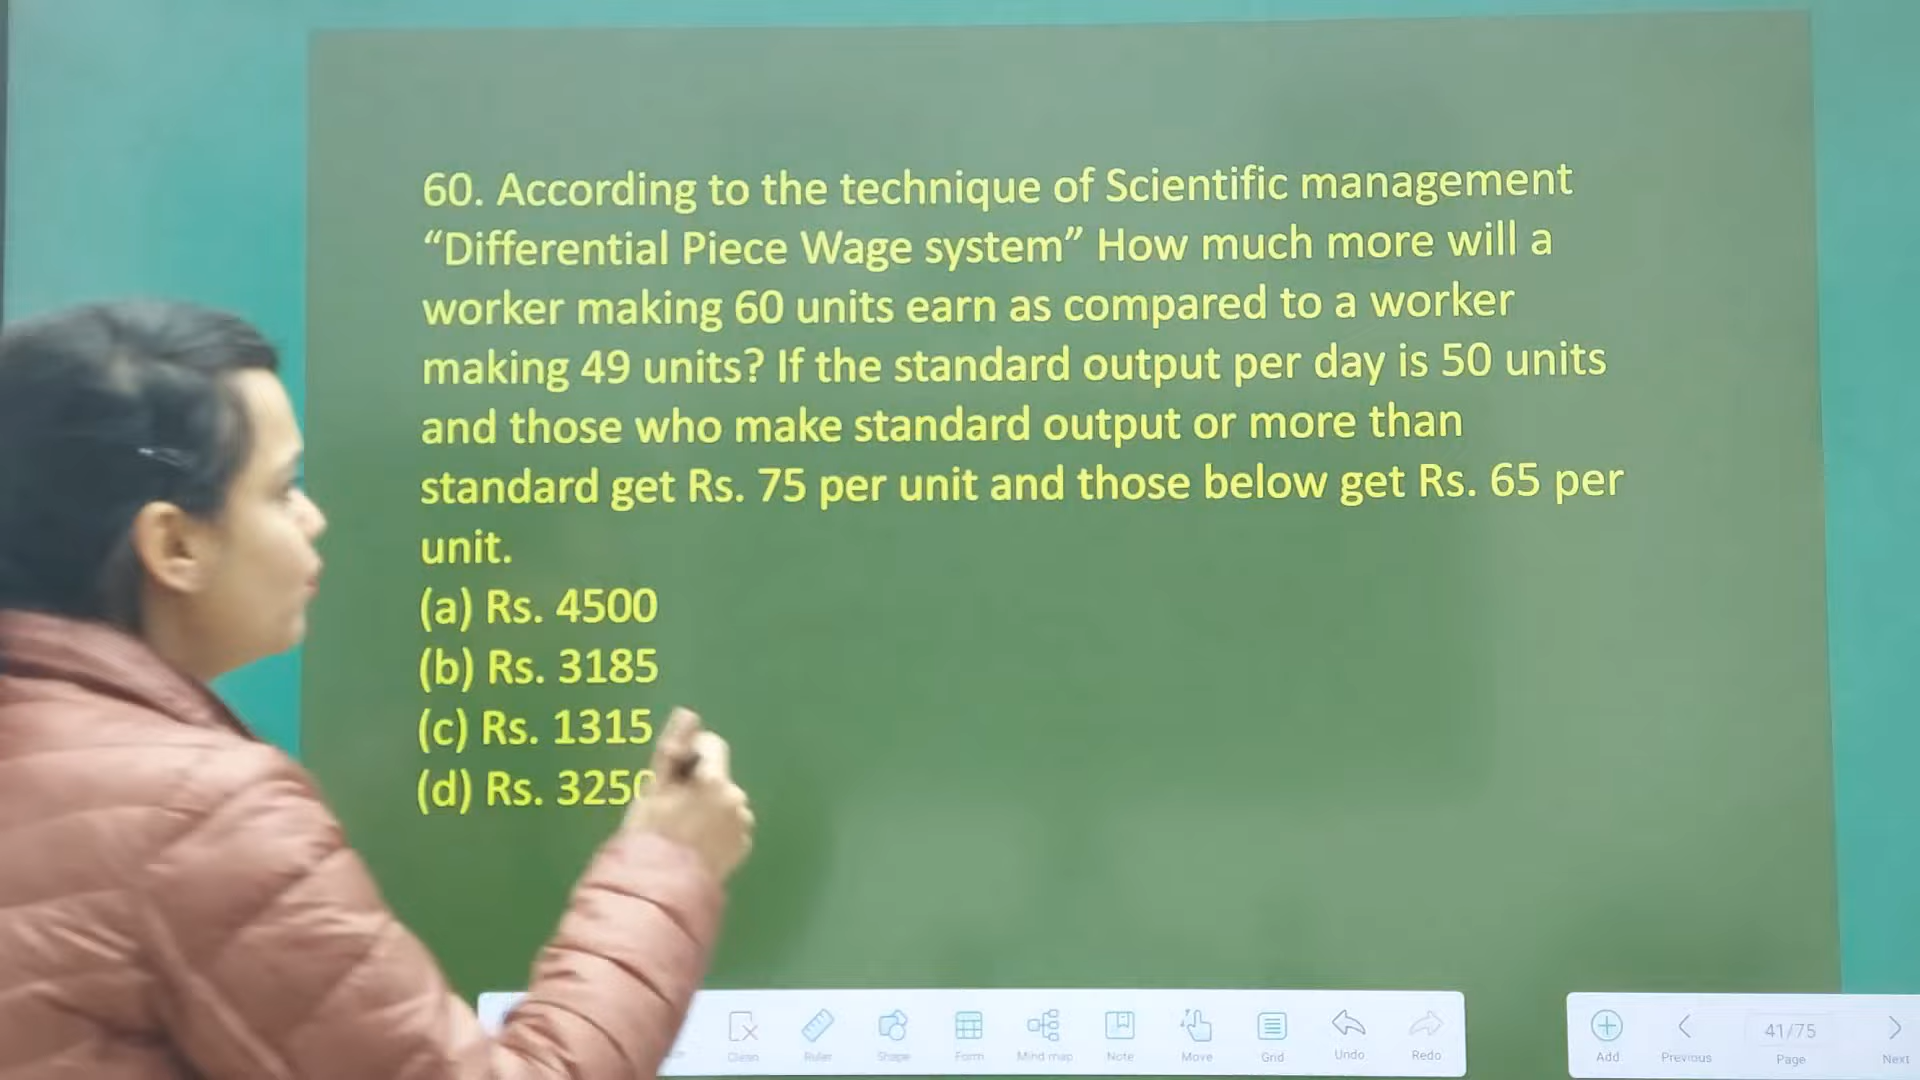 60. According to the technique of Scientific management
“Differential Piece Wage system” How much more will a
worker making 60 units earn as compared to a worker
making 49 units? If the standard output per day is 50 units
and those who make standard output or more than
standard get Rs. 75 per unit and those below get Rs. 65 per
unit.
(a) Rs. 4500
(b) Rs. 3185
(c) Rs. 1315
(d) Rs. 3250
Clean Ruler Shape Form Mind map Note Move Grid Undo Redo
41/75
Add Previous Page Next